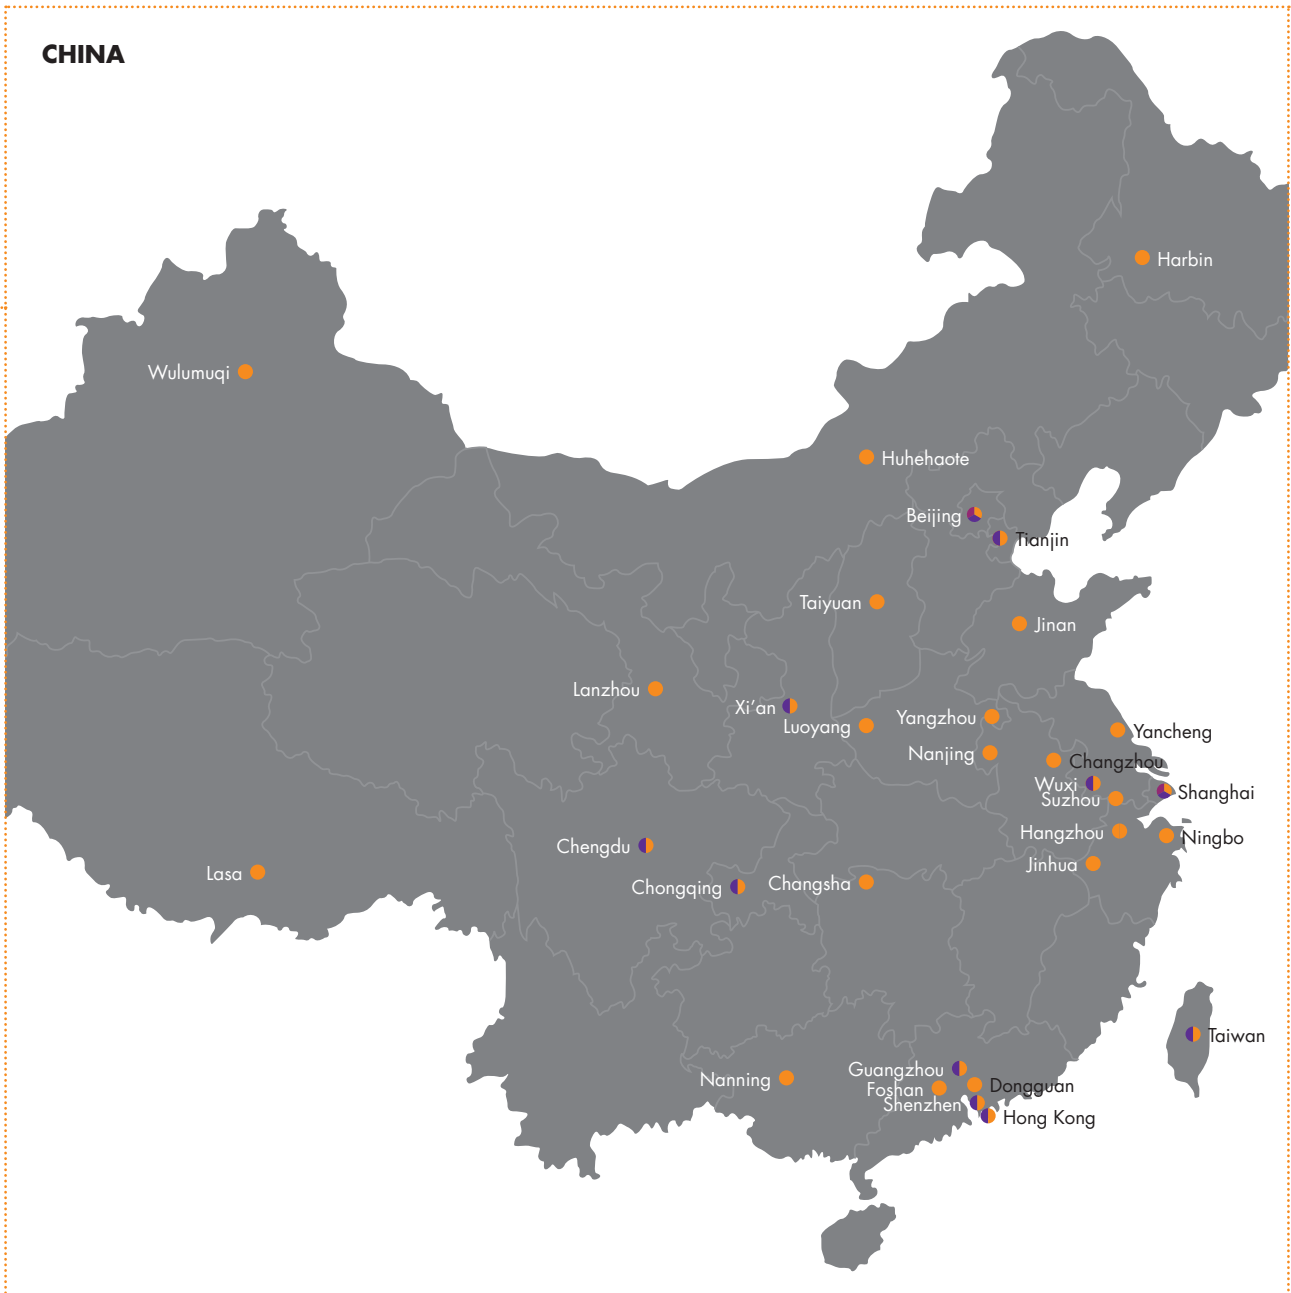 CHINA
Harbin
Wulumuqi
Huhehaote
Beijing
Tianjin
Taiyuan
Jinan
Lanzhou
Xi’an
Luoyang
Yangzhou
Yancheng
Nanjing
Changzhou
Wuxi
Suzhou
Shanghai
Hangzhou
Ningbo
Chengdu
Jinhua
Lasa
Chongqing
Changsha
Taiwan
Guangzhou
Nanning
Foshan
Dongguan
Shenzhen
Hong Kong